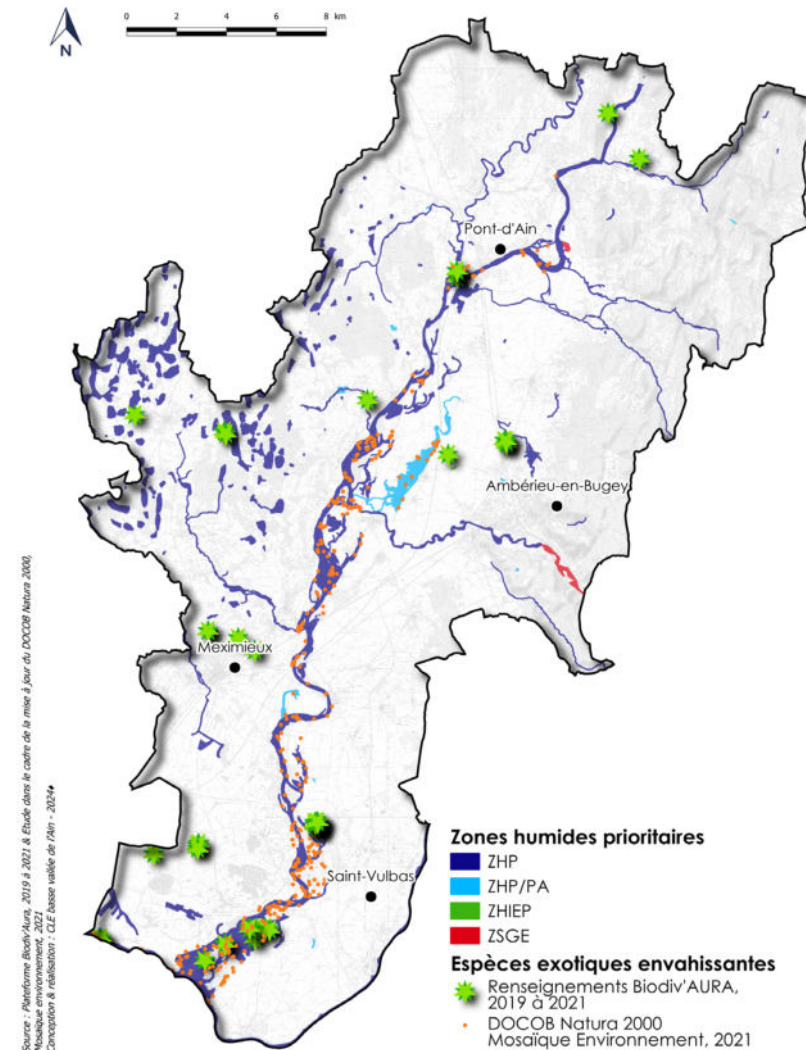 N
0 2 4 6 8 km
Pont-d'Ain
Ambérieu-en-Bugey
Meximieux
Saint-Vulbas
Zones humides prioritaires
ZHP
ZHP/PA
ZHIEP
ZSGE
Espèces exotiques envahissantes
Renseignements Biodiv'AURA,
2019 à 2021
DOCOB Natura 2000
Mosaïque Environnement, 2021
Source : Plateforme Biodiv'Aura, 2019 à 2021 & Etude dans le cadre de la mise à jour du DOCOB Natura 2000,
Mosaïque environnement, 2021
Conception & réalisation : CLE basse vallée de l'Ain - 2024